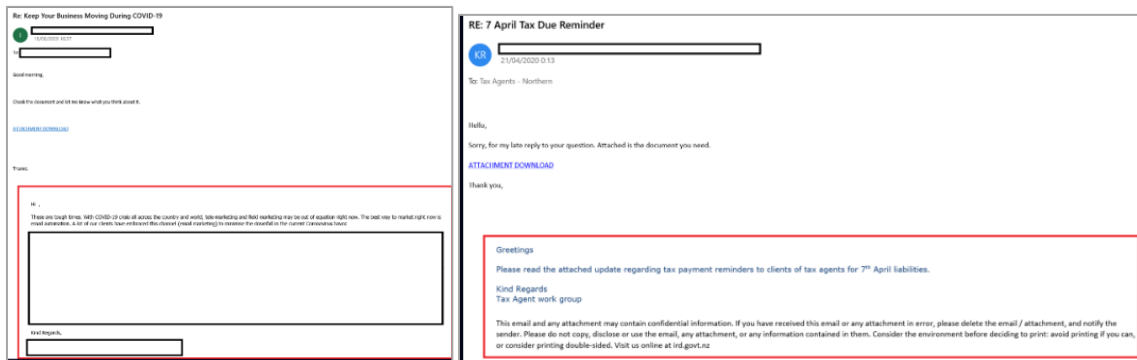 Re: Keep Your Business Moving During COVID-19
To
Good morning,
Check the document and let me know what you think about it.
ATTACHMENT DOWNLOAD
Thanks.
Hi ,
These are tough times. With COVID-19 crisis all across the country and world, tele-marketing and field marketing may be out of equation right now. The best way to market right now is
email automation. A lot of our clients have embraced this channel (email marketing) to minimise the downfall in the current Coronavirus havoc
Kind Regards,
RE: 7 April Tax Due Reminder
KR
21/04/2020 0:13
To: Tax Agents - Northern
Hello,
Sorry, for my late reply to your question. Attached is the document you need.
ATTACHMENT DOWNLOAD
Thank you,
Greetings
Please read the attached update regarding tax payment reminders to clients of tax agents for 7th April liabilities.
Kind Regards
Tax Agent work group
This email and any attachment may contain confidential information. If you have received this email or any attachment in error, please delete the email / attachment, and notify the
sender. Please do not copy, disclose or use the email, any attachment, or any information contained in them. Consider the environment before deciding to print: avoid printing if you can,
or consider printing double-sided. Visit us online at ird.govt.nz